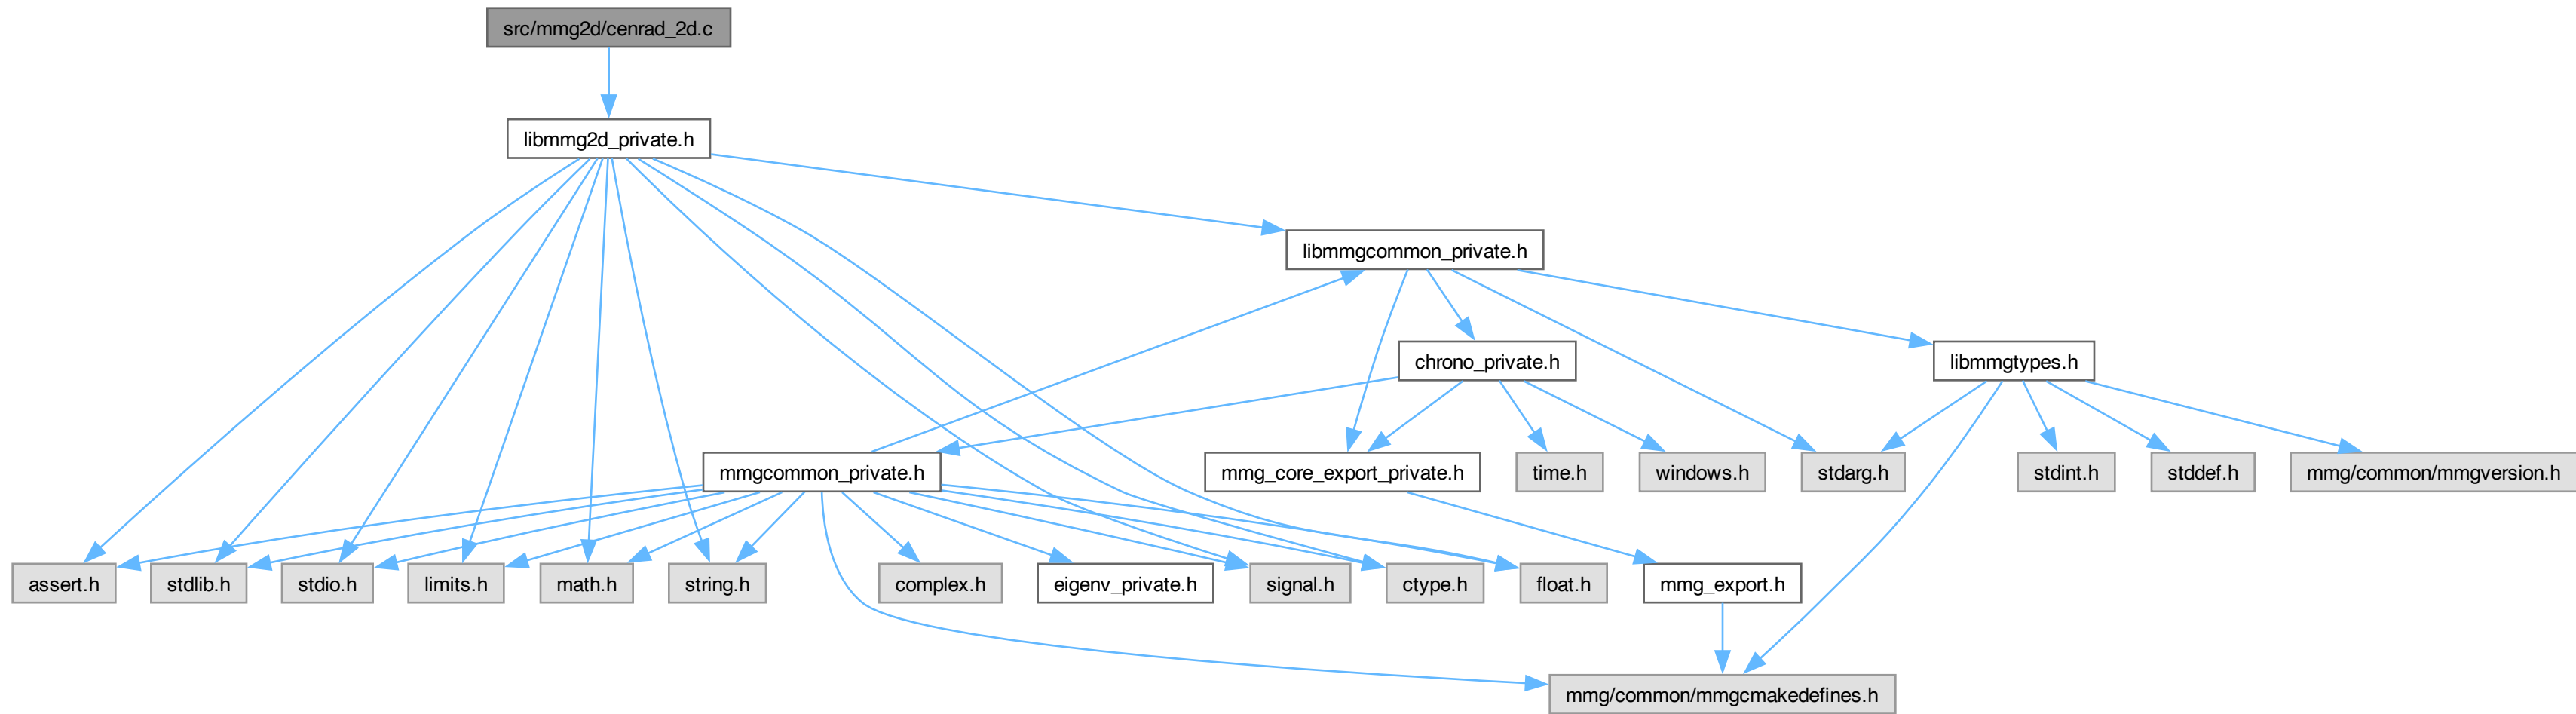 src/mmg2d/cenrad_2d.c
libmmg2d_private.h
libmmgcommon_private.h
chrono_private.h
libmmgtypes.h
mmgcommon_private.h
mmg_core_export_private.h
time.h
windows.h
stdarg.h
stdint.h
stddef.h
mmg/common/mmgversion.h
assert.h
stdlib.h
stdio.h
limits.h
math.h
string.h
complex.h
eigenv_private.h
signal.h
ctype.h
float.h
mmg_export.h
mmg/common/mmgcmakedefines.h